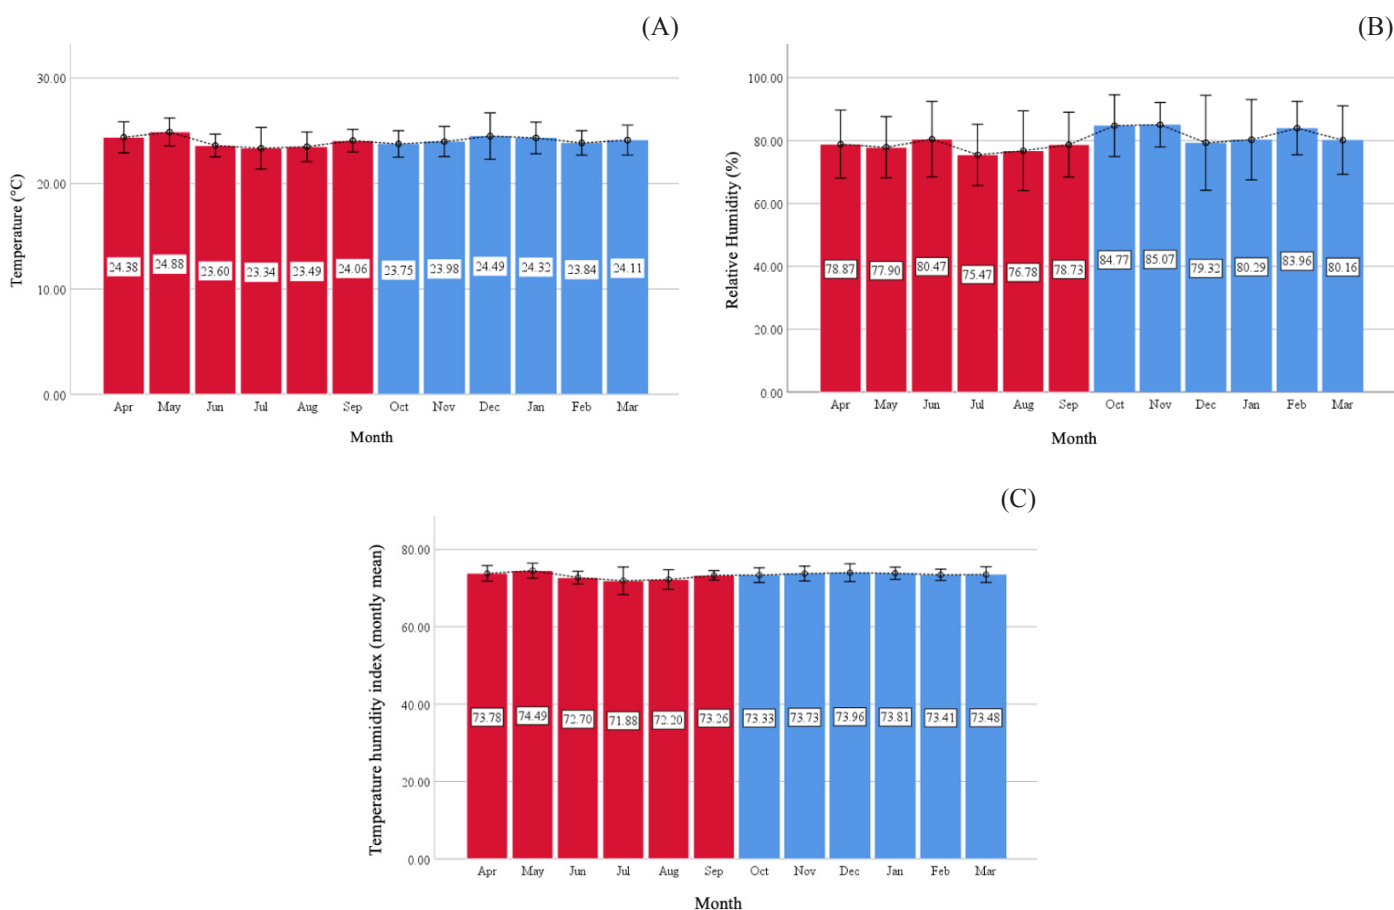 (A)
30.00
20.00
10.00
0.00
Temperature (°C)
24.38 24.88 23.60 23.34 23.49 24.06 23.75 23.98 24.49 24.32 23.84 24.11
Apr May Jun Jul Aug Sep Oct Nov Dec Jan Feb Mar
Month
(B)
100.00
80.00
60.00
40.00
20.00
0.00
Relative Humidity (%)
78.87 77.90 80.47 75.47 76.78 78.73 84.77 85.07 79.32 80.29 83.96 80.16
Apr May Jun Jul Aug Sep Oct Nov Dec Jan Feb Mar
Month
(C)
80.00
60.00
40.00
20.00
0.00
Temperature humidity index (montly mean)
73.78 74.49 72.70 71.88 72.20 73.26 73.33 73.73 73.96 73.81 73.41 73.48
Apr May Jun Jul Aug Sep Oct Nov Dec Jan Feb Mar
Month